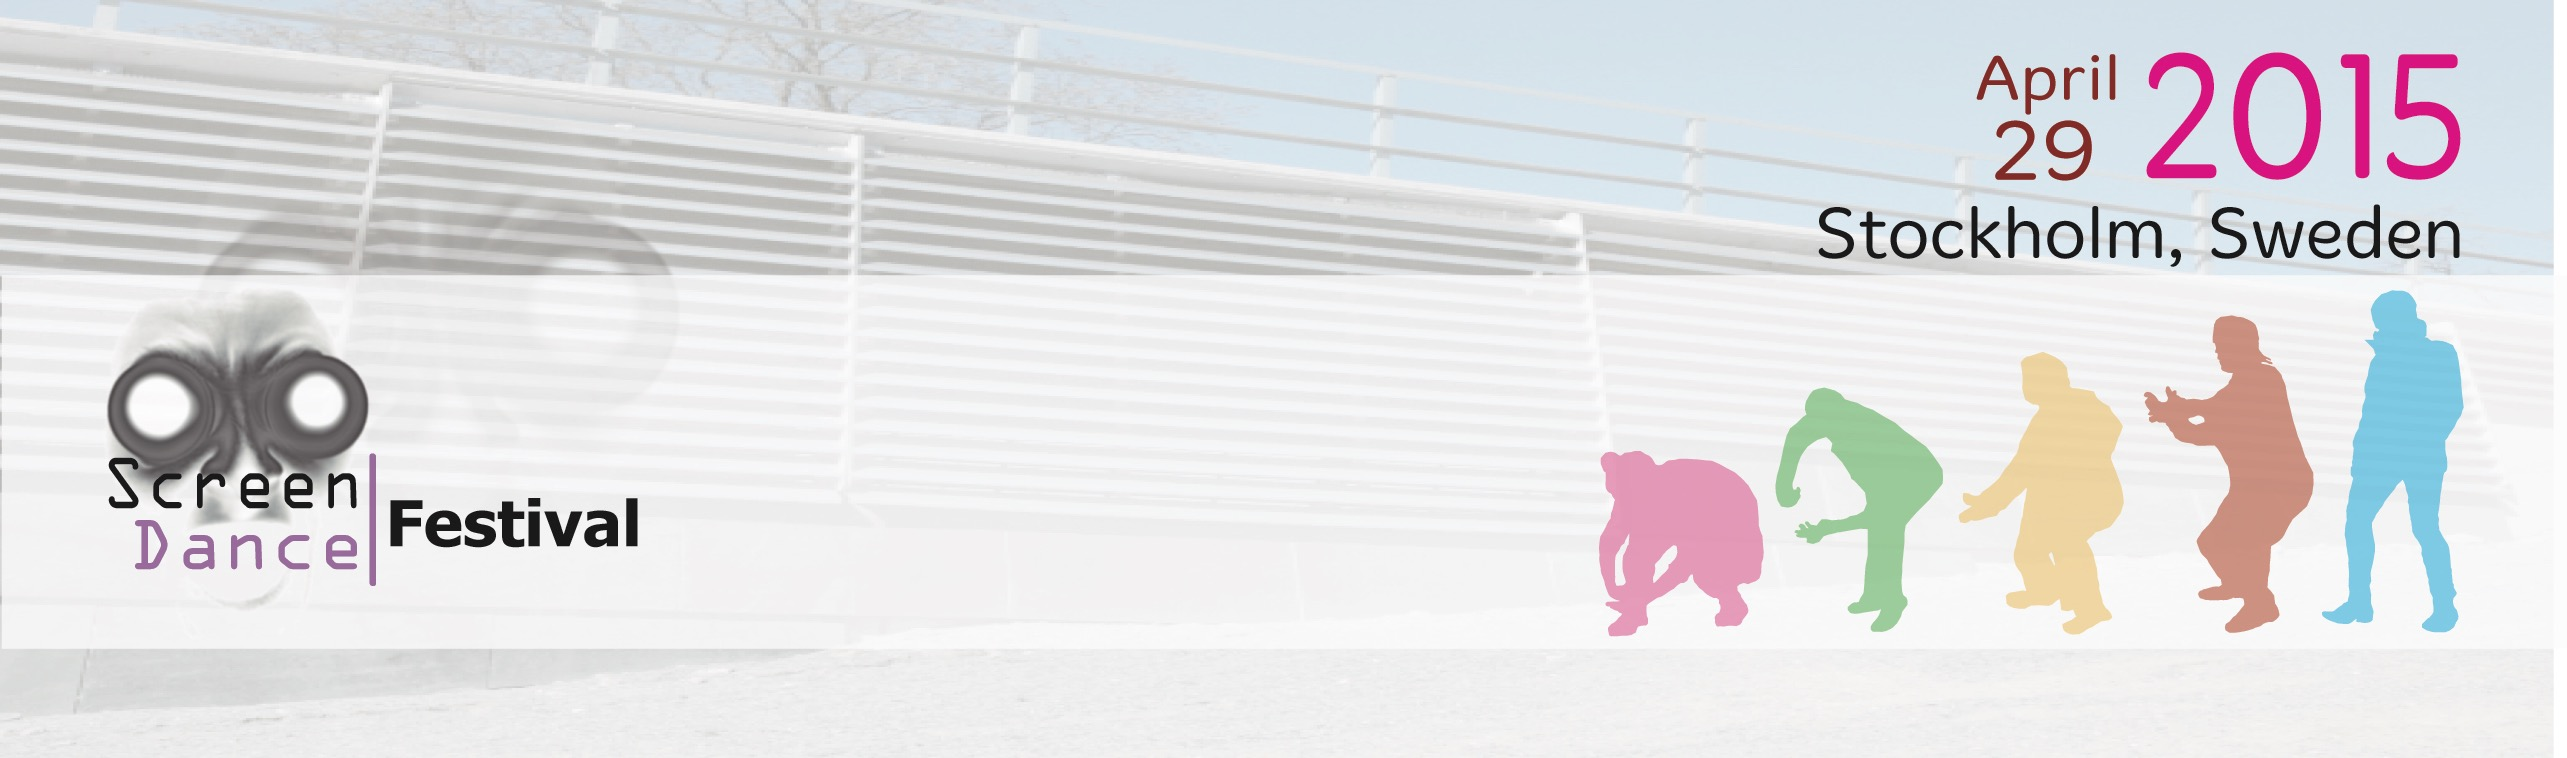 April
29 2015
Stockholm, Sweden
Screen
Dance
Festival